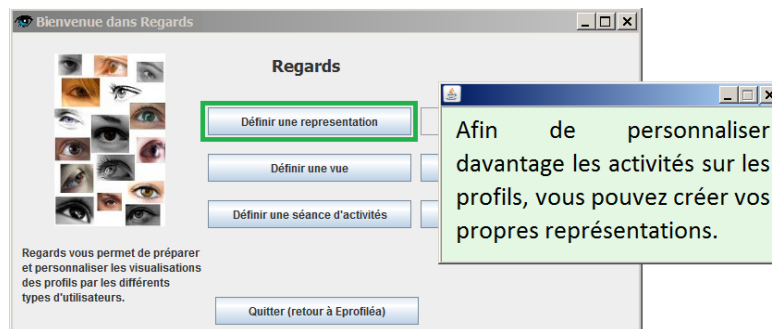 Bienvenue dans Regards
Regards
Définir une representation
Définir une vue
Définir une séance d'activités
Regards vous permet de préparer
et personnaliser les visualisations
des profils par les différents
types d'utilisateurs.
Quitter (retour à Eprofiléa)
Afin de personnaliser
davantage les activités sur les
profils, vous pouvez créer vos
propres représentations.